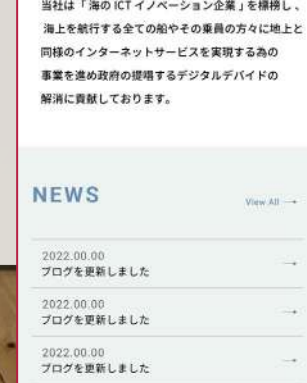 当社は「海の ICT イノベーション企業」を標榜し、
海上を航行する全ての船やその乗員の方々に地上と
同様のインターネットサービスを実現する為の
事業を進め政府の提唱するデジタルデバイドの
解消に貢献しております。
NEWS
View All →
2022.00.00
ブログを更新しました
→
2022.00.00
ブログを更新しました
→
2022.00.00
ブログを更新しました
→